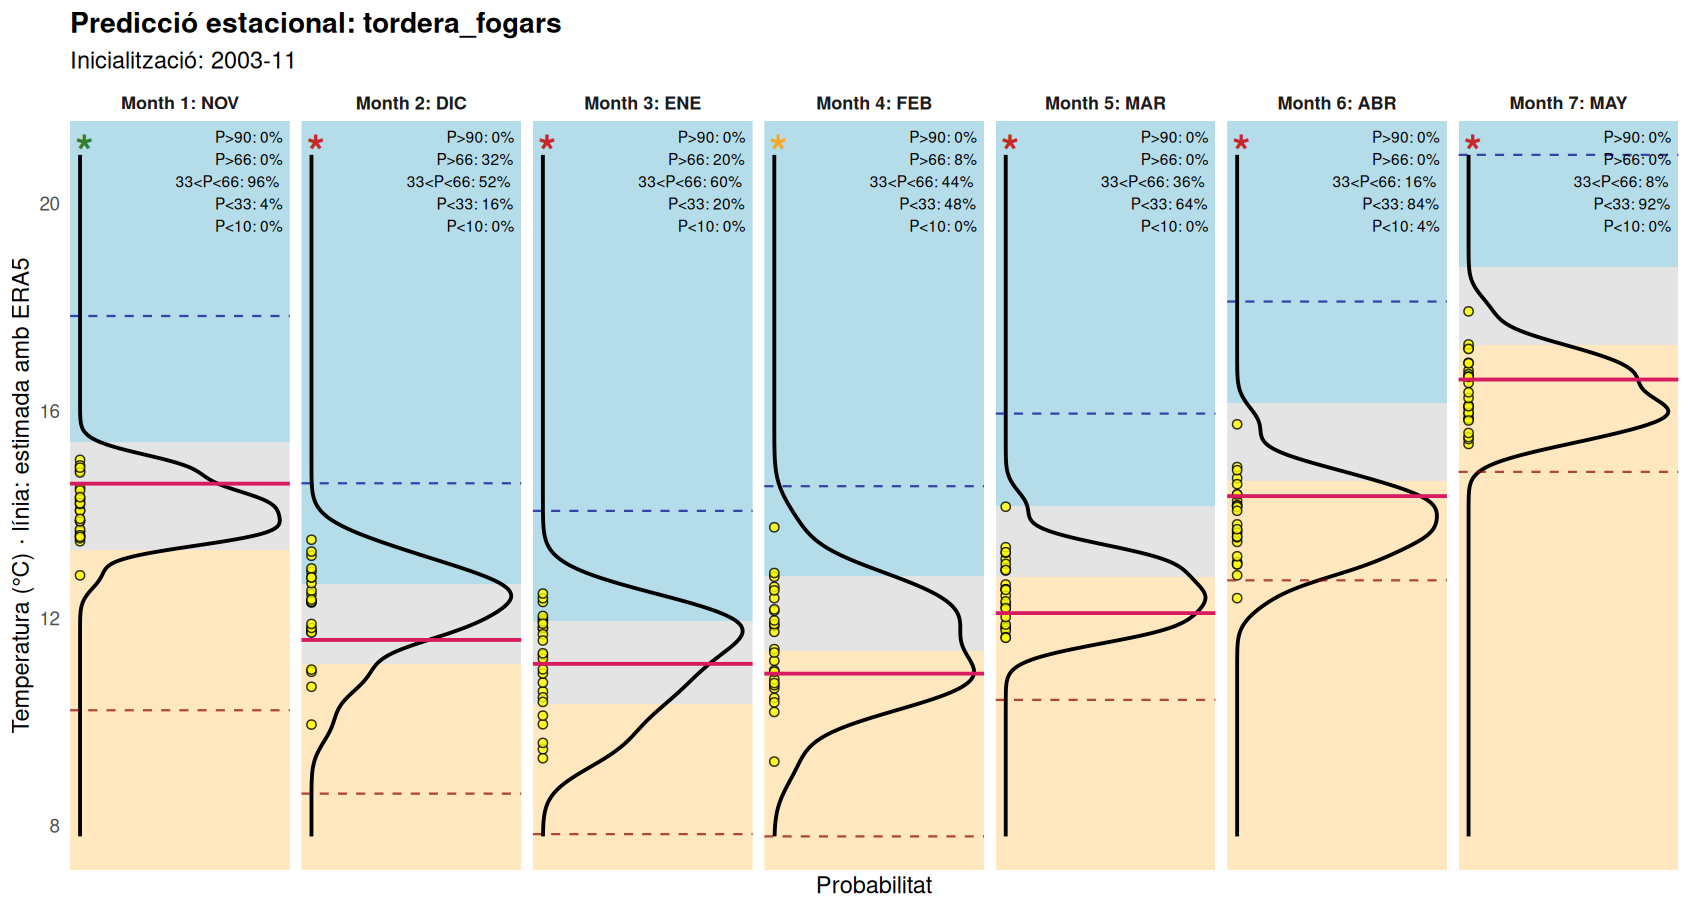 Predicció estacional: tordera_fogars
Inicialització: 2003-11
Month 1: NOV
Month 2: DIC
Month 3: ENE
Month 4: FEB
Month 5: MAR
Month 6: ABR
Month 7: MAY
*
P>90: 0%
P>66: 0%
33<P<66: 96%
P<33: 4%
P<10: 0%
*
P>90: 0%
P>66: 32%
33<P<66: 52%
P<33: 16%
P<10: 0%
*
P>90: 0%
P>66: 20%
33<P<66: 60%
P<33: 20%
P<10: 0%
*
P>90: 0%
P>66: 8%
33<P<66: 44%
P<33: 48%
P<10: 0%
*
P>90: 0%
P>66: 0%
33<P<66: 36%
P<33: 64%
P<10: 0%
*
P>90: 0%
P>66: 0%
33<P<66: 16%
P<33: 84%
P<10: 4%
*
P>90: 0%
P>66: 0%
33<P<66: 8%
P<33: 92%
P<10: 0%
20
16
12
8
Temperatura (°C) · línia: estimada amb ERA5
Probabilitat